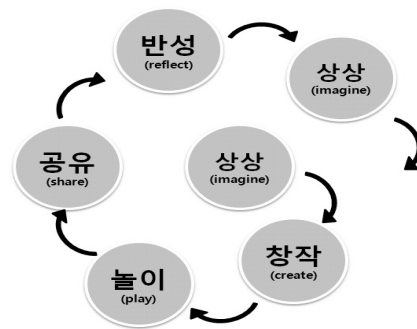 반성
(reflect)
상상
(imagine)
공유
(share)
상상
(imagine)
창작
(create)
놀이
(play)